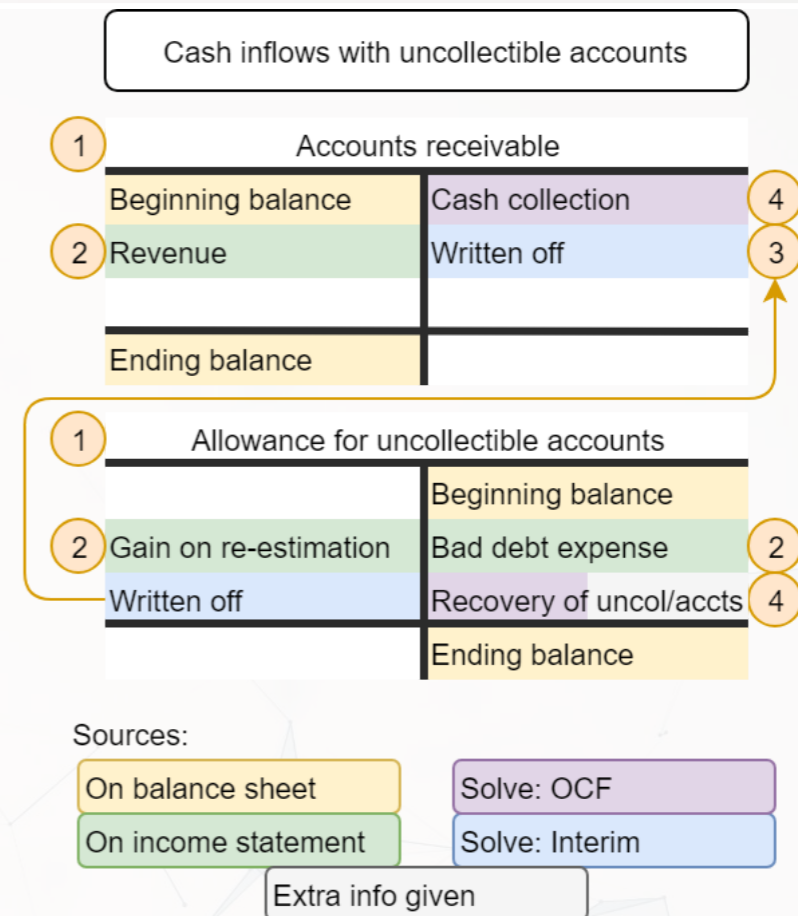 Cash inflows with uncollectible accounts
1 Accounts receivable
Beginning balance Cash collection 4
2 Revenue Written off 3
Ending balance
1 Allowance for uncollectible accounts
Beginning balance
2 Gain on re-estimation Bad debt expense 2
Written off Recovery of uncol/accts 4
Ending balance
Sources:
On balance sheet Solve: OCF
On income statement Solve: Interim
Extra info given